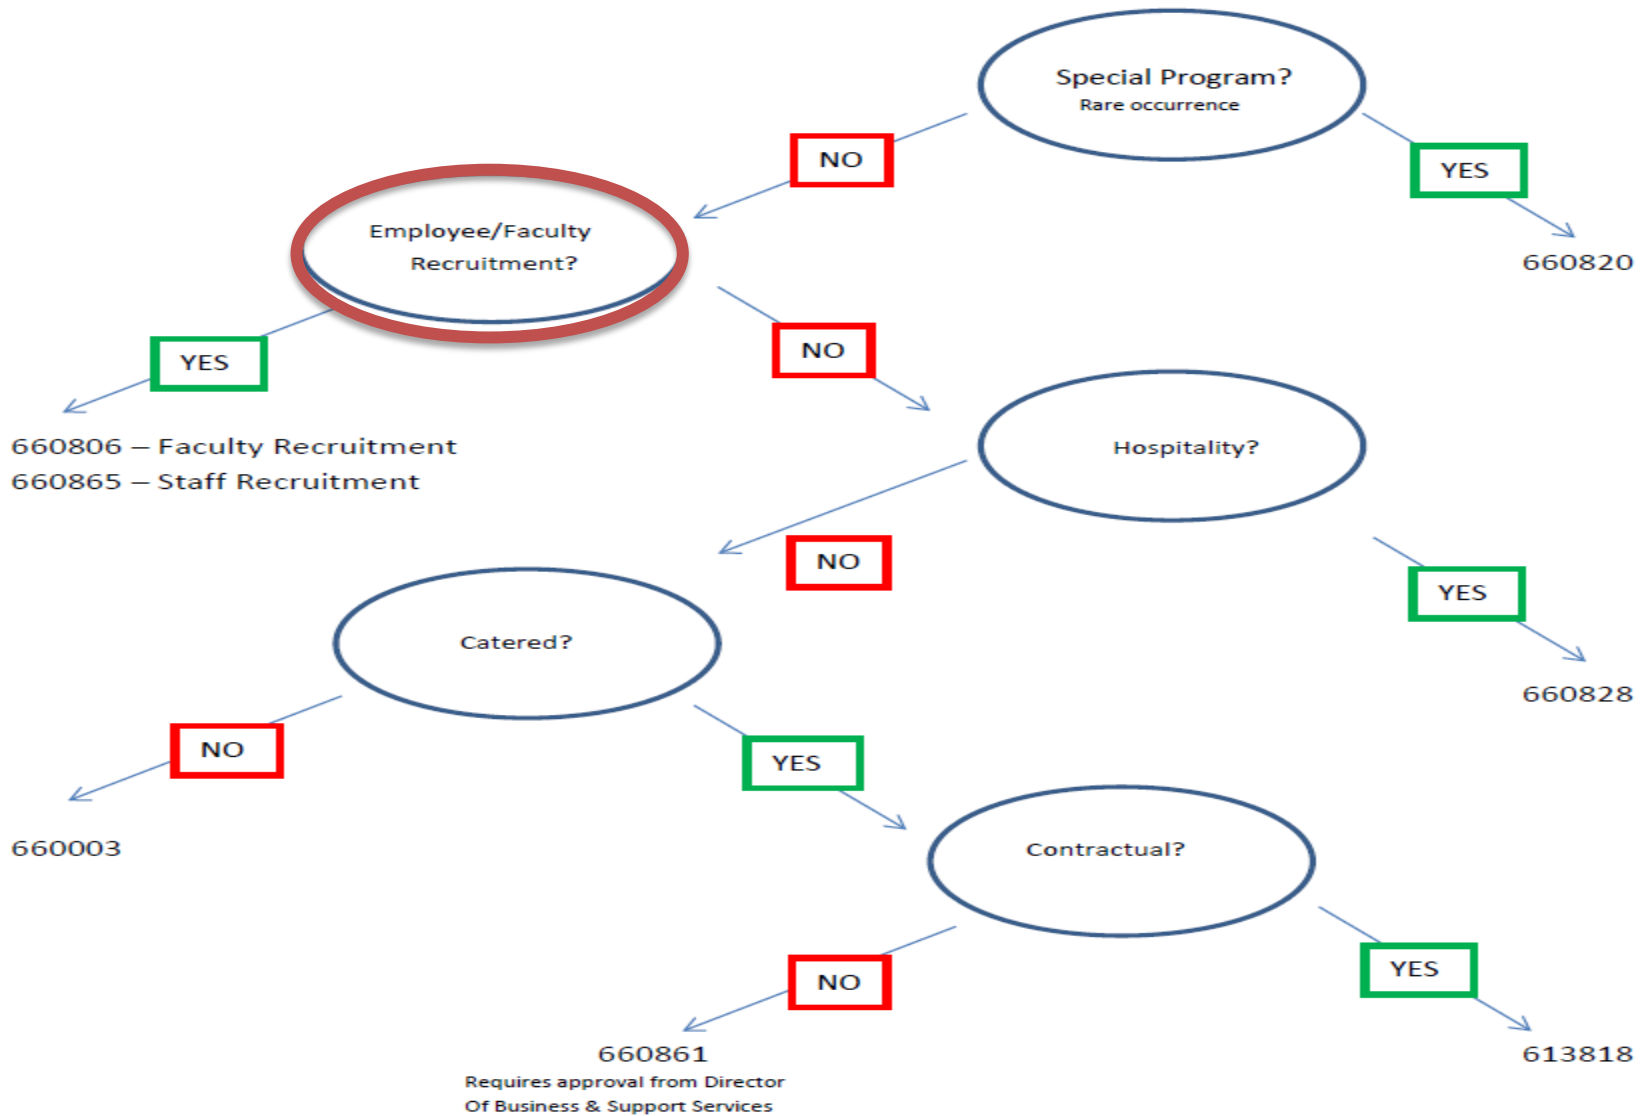 Special Program?
Rare occurrence
NO
YES
Employee/Faculty
Recruitment?
660820
YES
NO
660806 – Faculty Recruitment
660865 – Staff Recruitment
Hospitality?
NO
YES
Catered?
660828
NO
YES
660003
Contractual?
NO
YES
660861
Requires approval from Director
Of Business & Support Services
613818